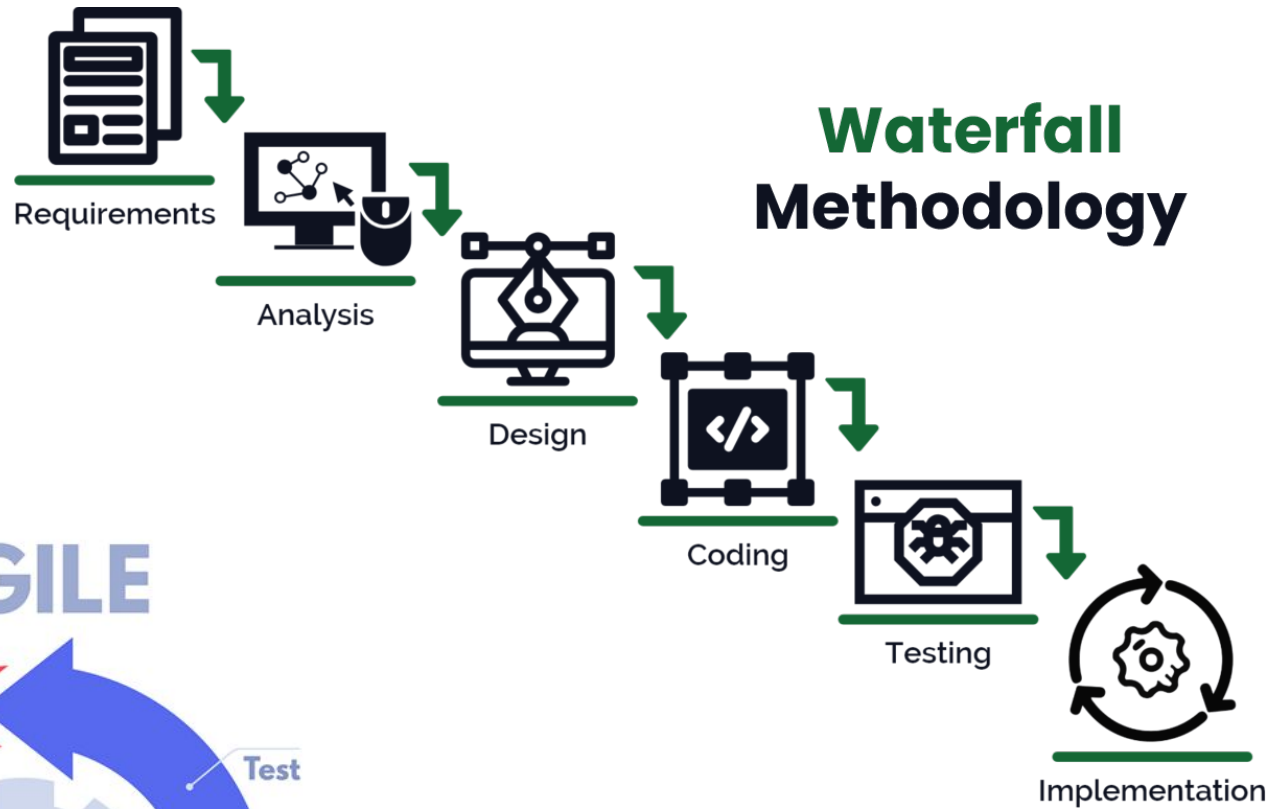 Waterfall
Methodology
Requirements
Analysis
Design
Coding
Testing
Implementation
GILE
Test